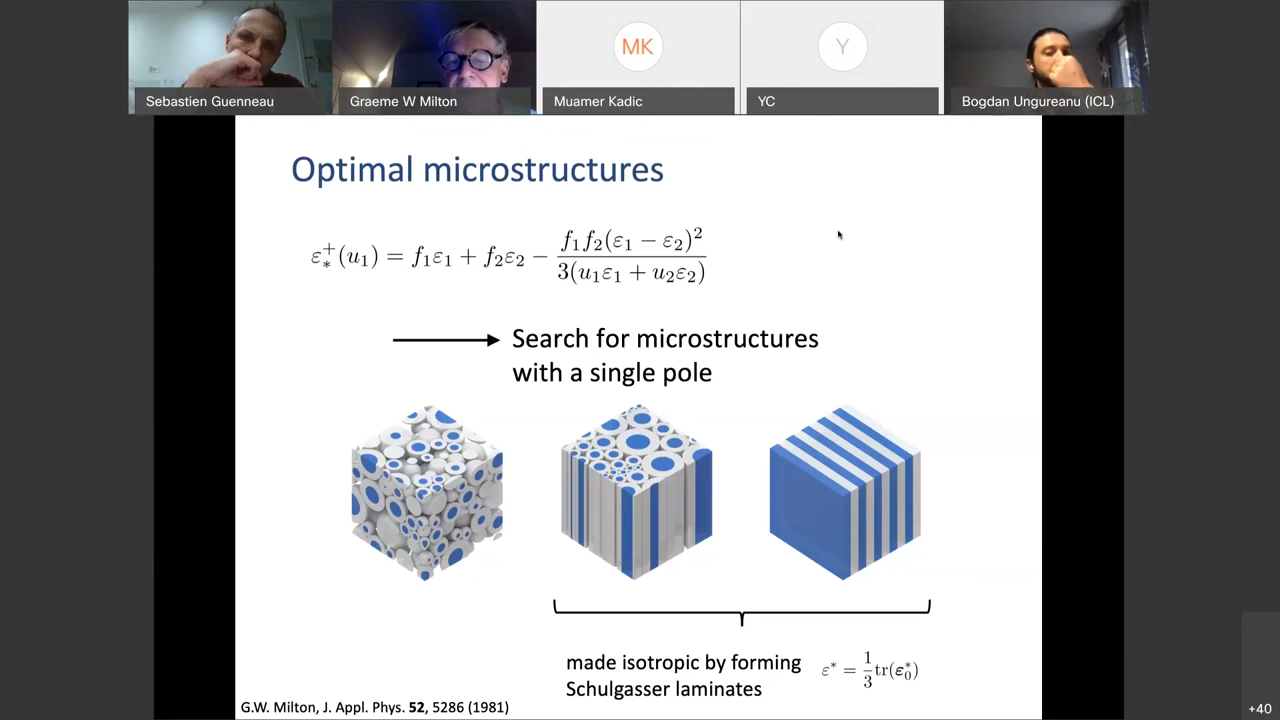 MK
Y
Sebastien Guenneau
Graeme W Milton
Muamer Kadic
YC
Bogdan Ungureanu (ICL)
Optimal microstructures
ε₊⁺(u₁) = f₁ε₁ + f₂ε₂ − f₁f₂(ε₁ − ε₂)² / 3(u₁ε₁ + u₂ε₂)
Search for microstructures
with a single pole
made isotropic by forming
Schulgasser laminates
ε* = 1/3 tr(ε₀*)
G.W. Milton, J. Appl. Phys. 52, 5286 (1981)
+40